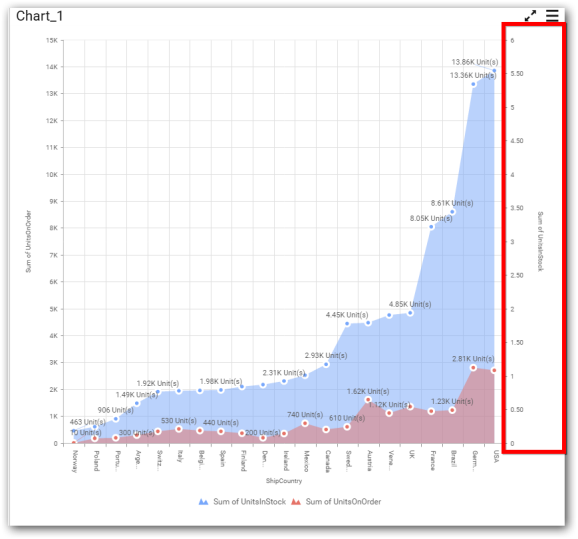 Chart_1
15K
14K
13K
12K
11K
10K
9K
8K
7K
6K
5K
4K
3K
2K
1K
0
Sum of UnitsOnOrder
13.86K Unit(s)
13.36K Unit(s)
8.61K Unit(s)
8.05K Unit(s)
4.85K Unit(s)
4.45K Unit(s)
2.93K Unit(s)
2.31K Unit(s)
1.98K Unit(s)
1.92K Unit(s)
1.49K Unit(s)
906 Unit(s)
463 Unit(s)
2.81K Unit(s)
1.62K Unit(s)
1.12K Unit(s)
1.23K Unit(s)
740 Unit(s)
610 Unit(s)
530 Unit(s)
440 Unit(s)
300 Unit(s)
200 Unit(s)
6
5.50
5
4.50
4
3.50
3
2.50
2
1.50
1
0.50
0
Sum of UnitsInStock
Norway
Poland
Portu...
Arge...
Switz...
Italy
Belgi...
Spain
Finland
Den...
Ireland
Mexico
Canada
Swed...
Austria
Vene...
UK
France
Brazil
Germ...
USA
ShipCountry
Sum of UnitsInStock
Sum of UnitsOnOrder